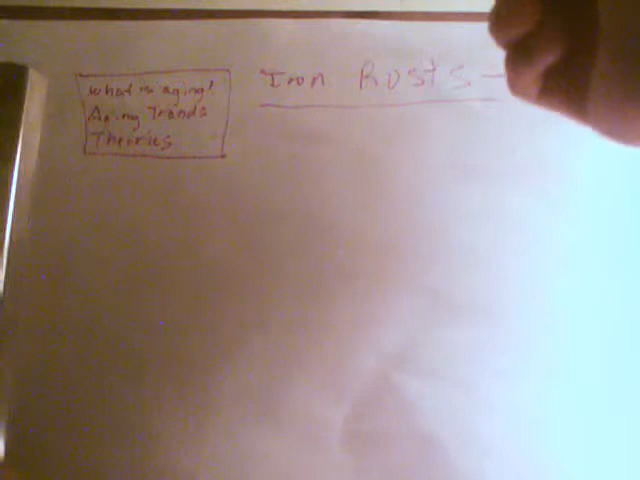 What is aging?
Aging Trends
Theories
Iron Rusts -